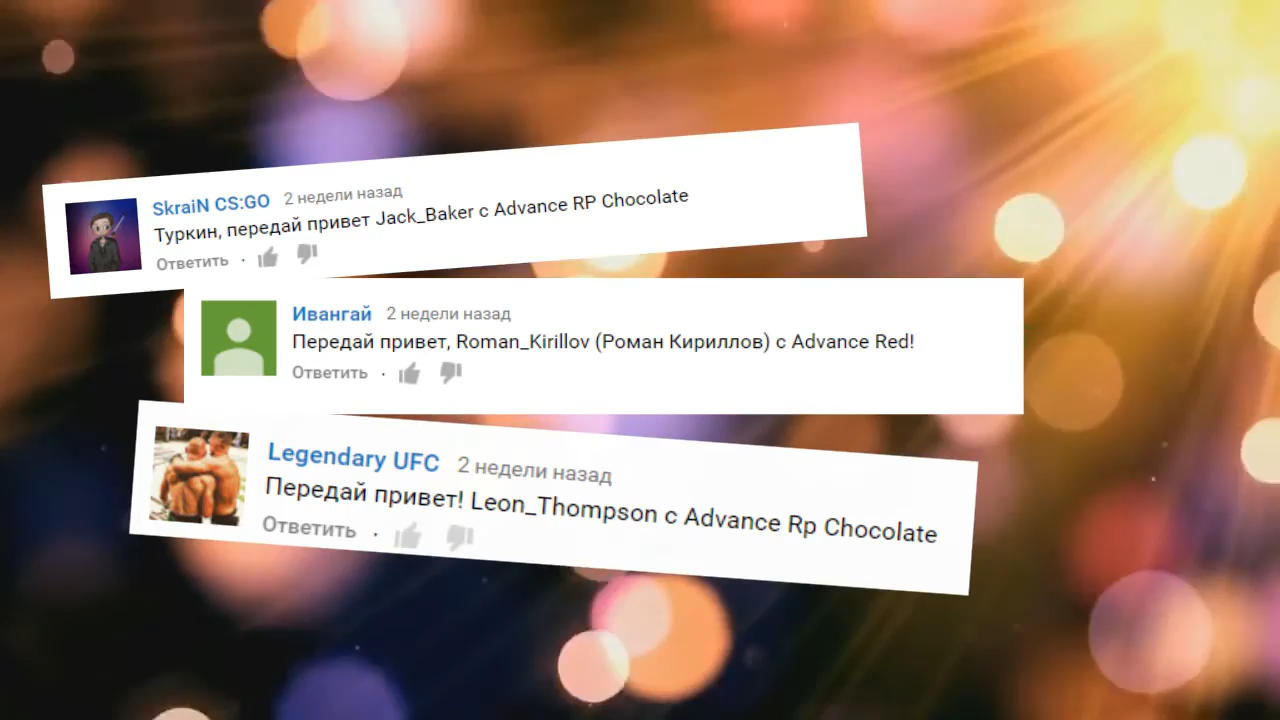 SkraiN CS:GO 2 недели назад
Туркин, передай привет Jack_Baker с Advance RP Chocolate
Ответить ·
Ивангай 2 недели назад
Передай привет, Roman_Kirillov (Роман Кириллов) с Advance Red!
Ответить ·
Legendary UFC 2 недели назад
Передай привет! Leon_Thompson с Advance Rp Chocolate
Ответить ·